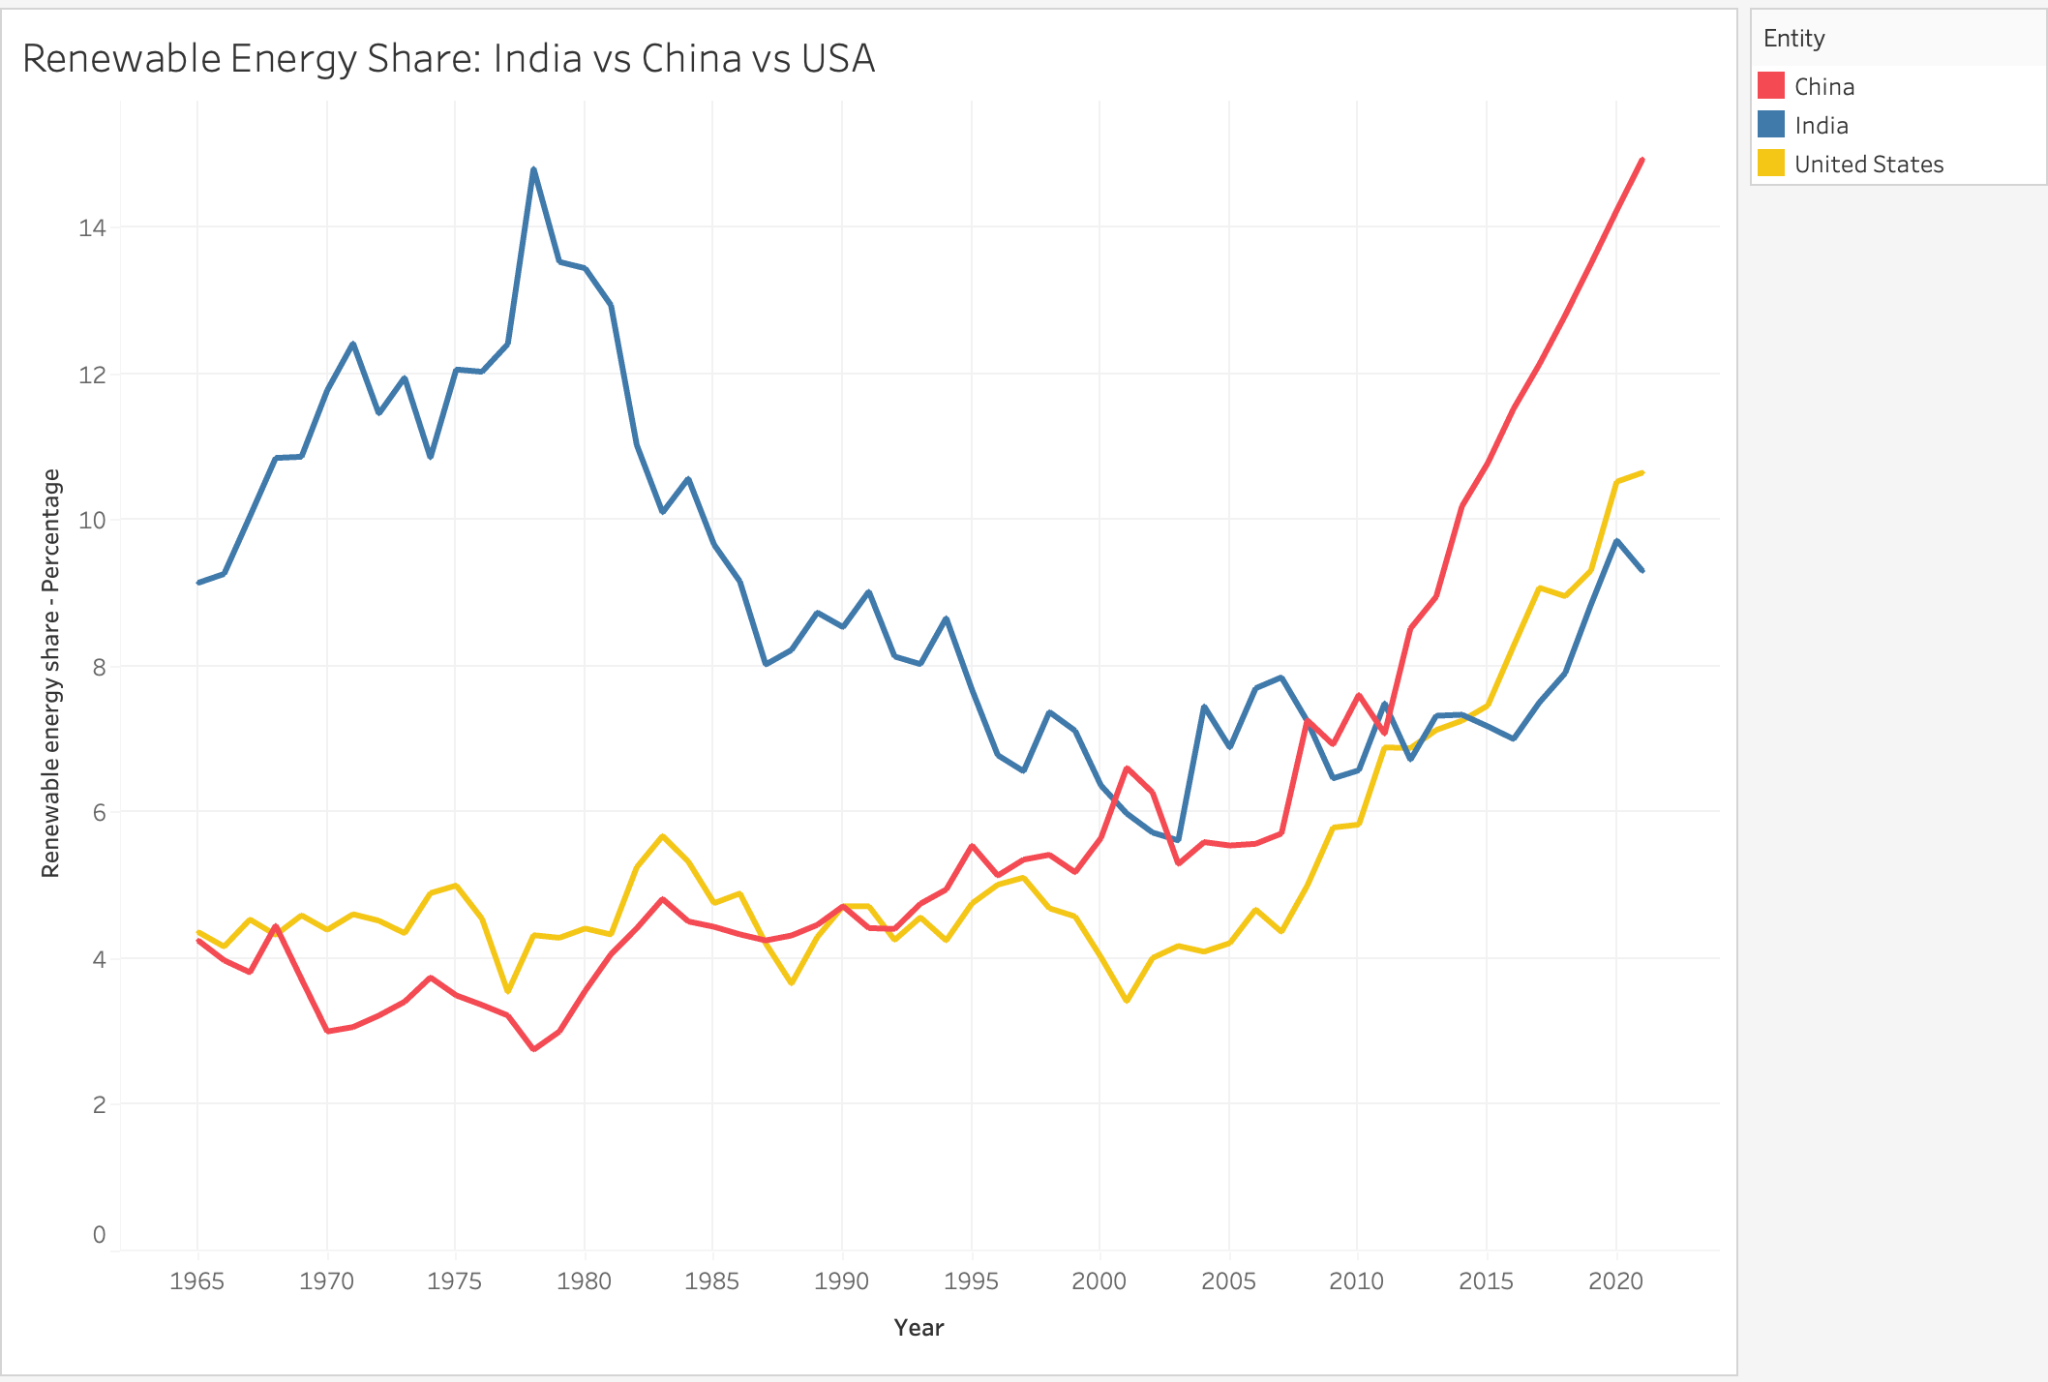 Renewable Energy Share: India vs China vs USA
Entity
China
India
United States
Renewable energy share - Percentage
14
12
10
8
6
4
2
0
1965 1970 1975 1980 1985 1990 1995 2000 2005 2010 2015 2020
Year